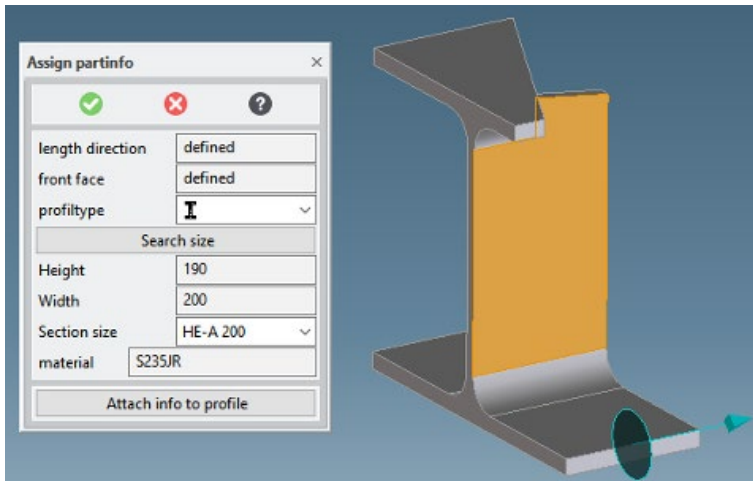 Assign partinfo
length direction defined
front face defined
profiltype
Search size
Height 190
Width 200
Section size HE-A 200
material S235JR
Attach info to profile